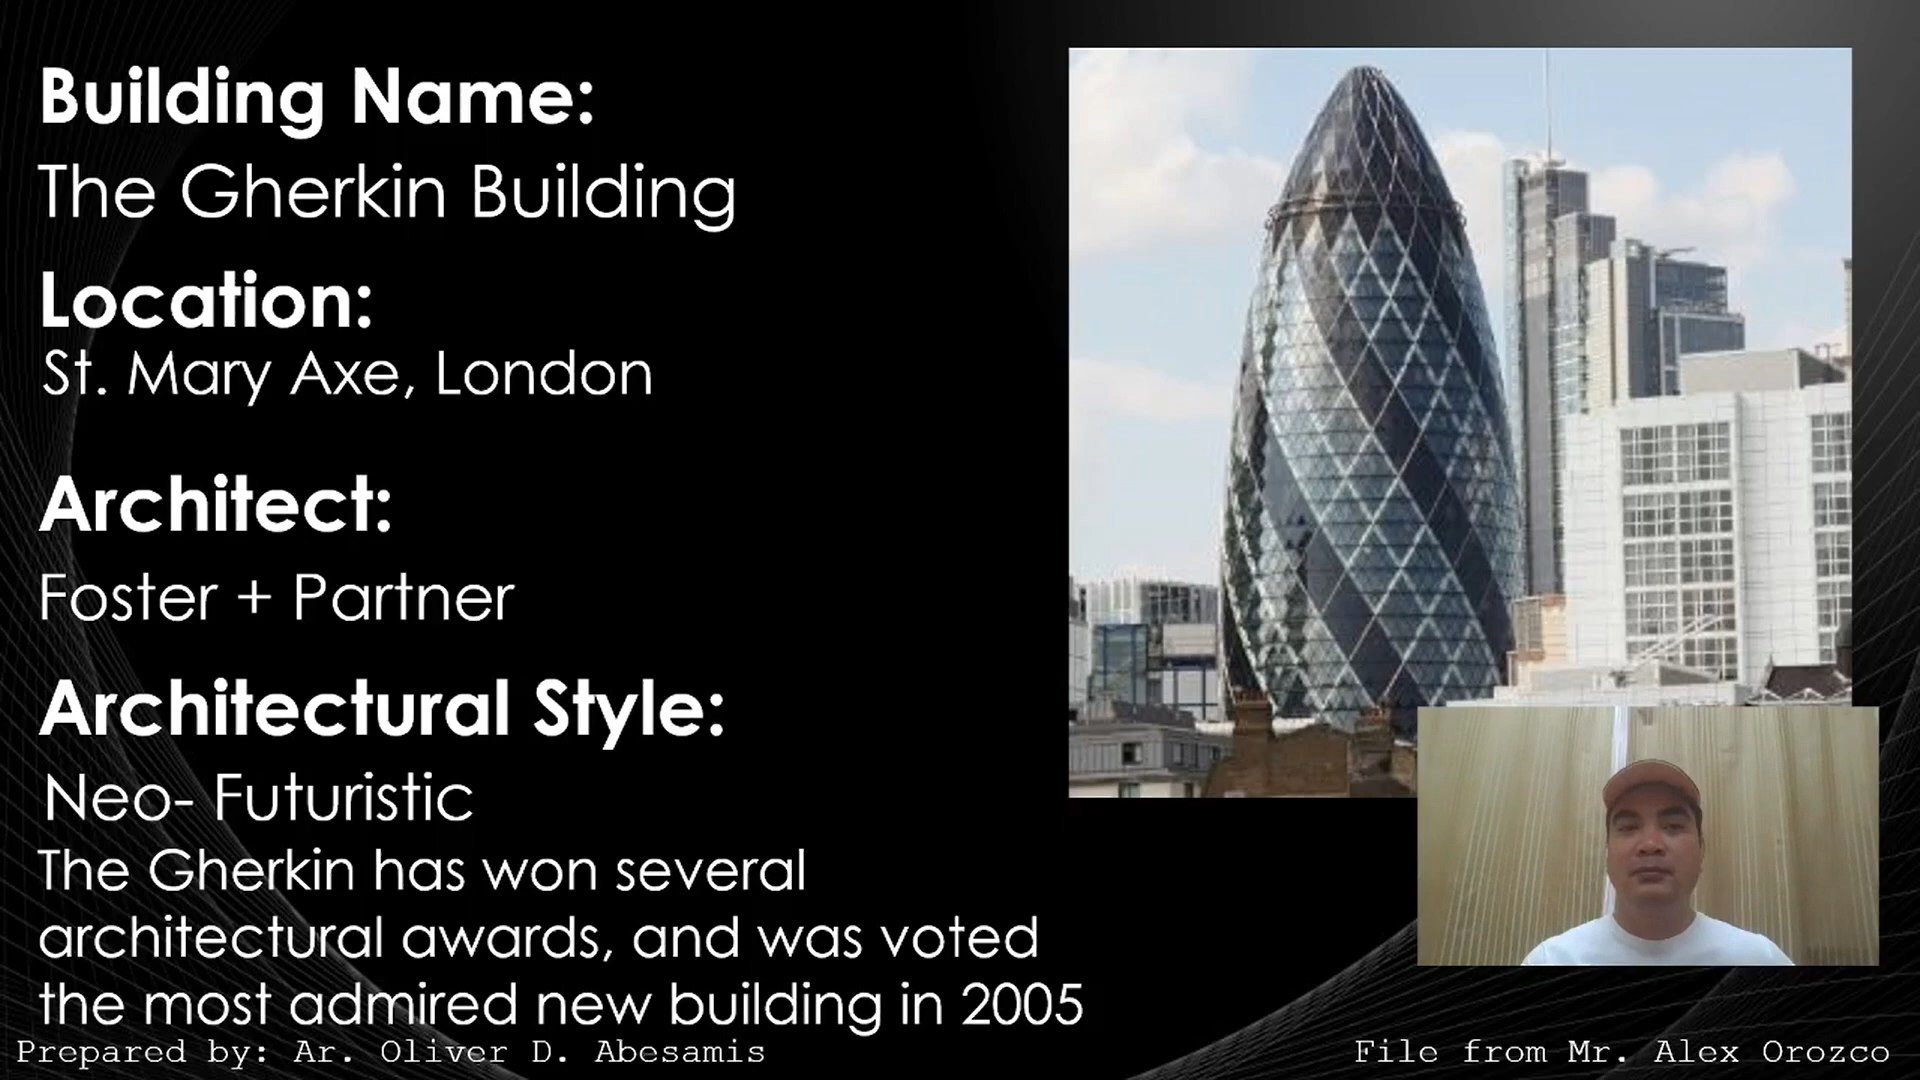 Building Name:
The Gherkin Building
Location:
St. Mary Axe, London
Architect:
Foster + Partner
Architectural Style:
Neo- Futuristic
The Gherkin has won several
architectural awards, and was voted
the most admired new building in 2005
Prepared by: Ar. Oliver D. Abesamis
File from Mr. Alex Orozco